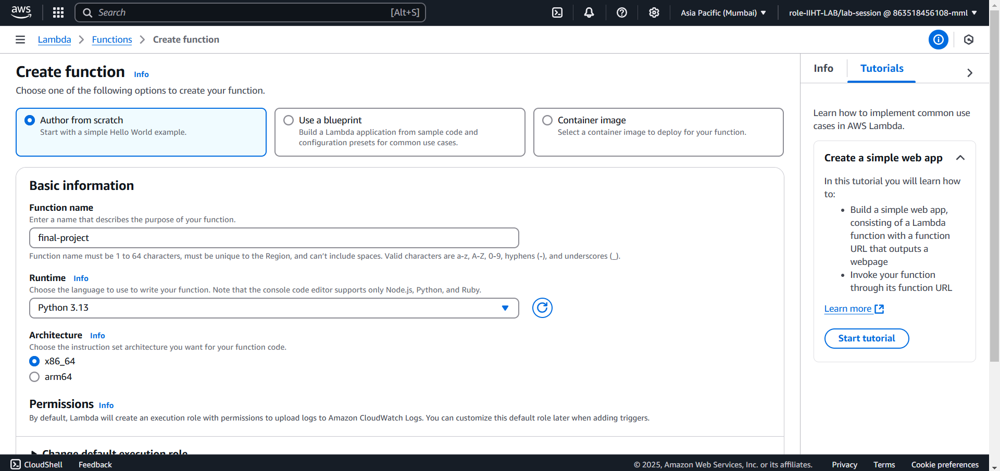 aws
Search
[Alt+S]
Asia Pacific (Mumbai)
role-IIHT-LAB/lab-session @ 863518456108-mml
Lambda
Functions
Create function
Create function Info
Choose one of the following options to create your function.
Author from scratch
Start with a simple Hello World example.
Use a blueprint
Build a Lambda application from sample code and
configuration presets for common use cases.
Container image
Select a container image to deploy for your function.
Basic information
Function name
Enter a name that describes the purpose of your function.
final-project
Function name must be 1 to 64 characters, must be unique to the Region, and can't include spaces. Valid characters are a-z, A-Z, 0-9, hyphens (-), and underscores (_).
Runtime Info
Choose the language to use to write your function. Note that the console code editor supports only Node.js, Python, and Ruby.
Python 3.13
Architecture Info
Choose the instruction set architecture you want for your function code.
x86_64
arm64
Permissions Info
By default, Lambda will create an execution role with permissions to upload logs to Amazon CloudWatch Logs. You can customize this default role later when adding triggers.
Change default execution role
Info
Tutorials
Learn how to implement common use
cases in AWS Lambda.
Create a simple web app
In this tutorial you will learn how
to:
• Build a simple web app,
consisting of a Lambda
function with a function
URL that outputs a
webpage
• Invoke your function
through its function URL
Learn more
Start tutorial
CloudShell
Feedback
© 2025, Amazon Web Services, Inc. or its affiliates.
Privacy
Terms
Cookie preferences